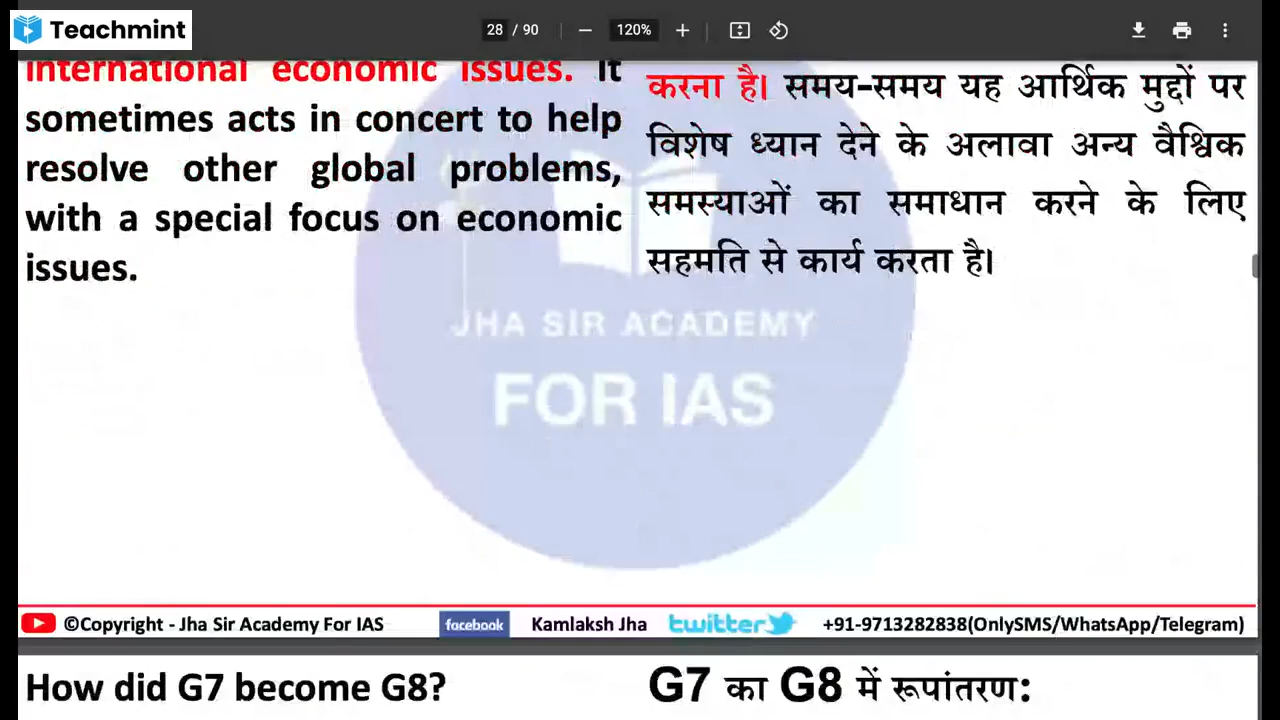 Teachmint
28 / 90
120%
international economic issues. It
sometimes acts in concert to help
resolve other global problems,
with a special focus on economic
issues.
करना है। समय-समय यह आर्थिक मुद्दों पर
विशेष ध्यान देने के अलावा अन्य वैश्विक
समस्याओं का समाधान करने के लिए
सहमति से कार्य करता है।
JHA SIR ACADEMY
FOR IAS
©Copyright - Jha Sir Academy For IAS
facebook
Kamlaksh Jha
twitter
+91-9713282838(OnlySMS/WhatsApp/Telegram)
How did G7 become G8?
G7 का G8 में रूपांतरण: